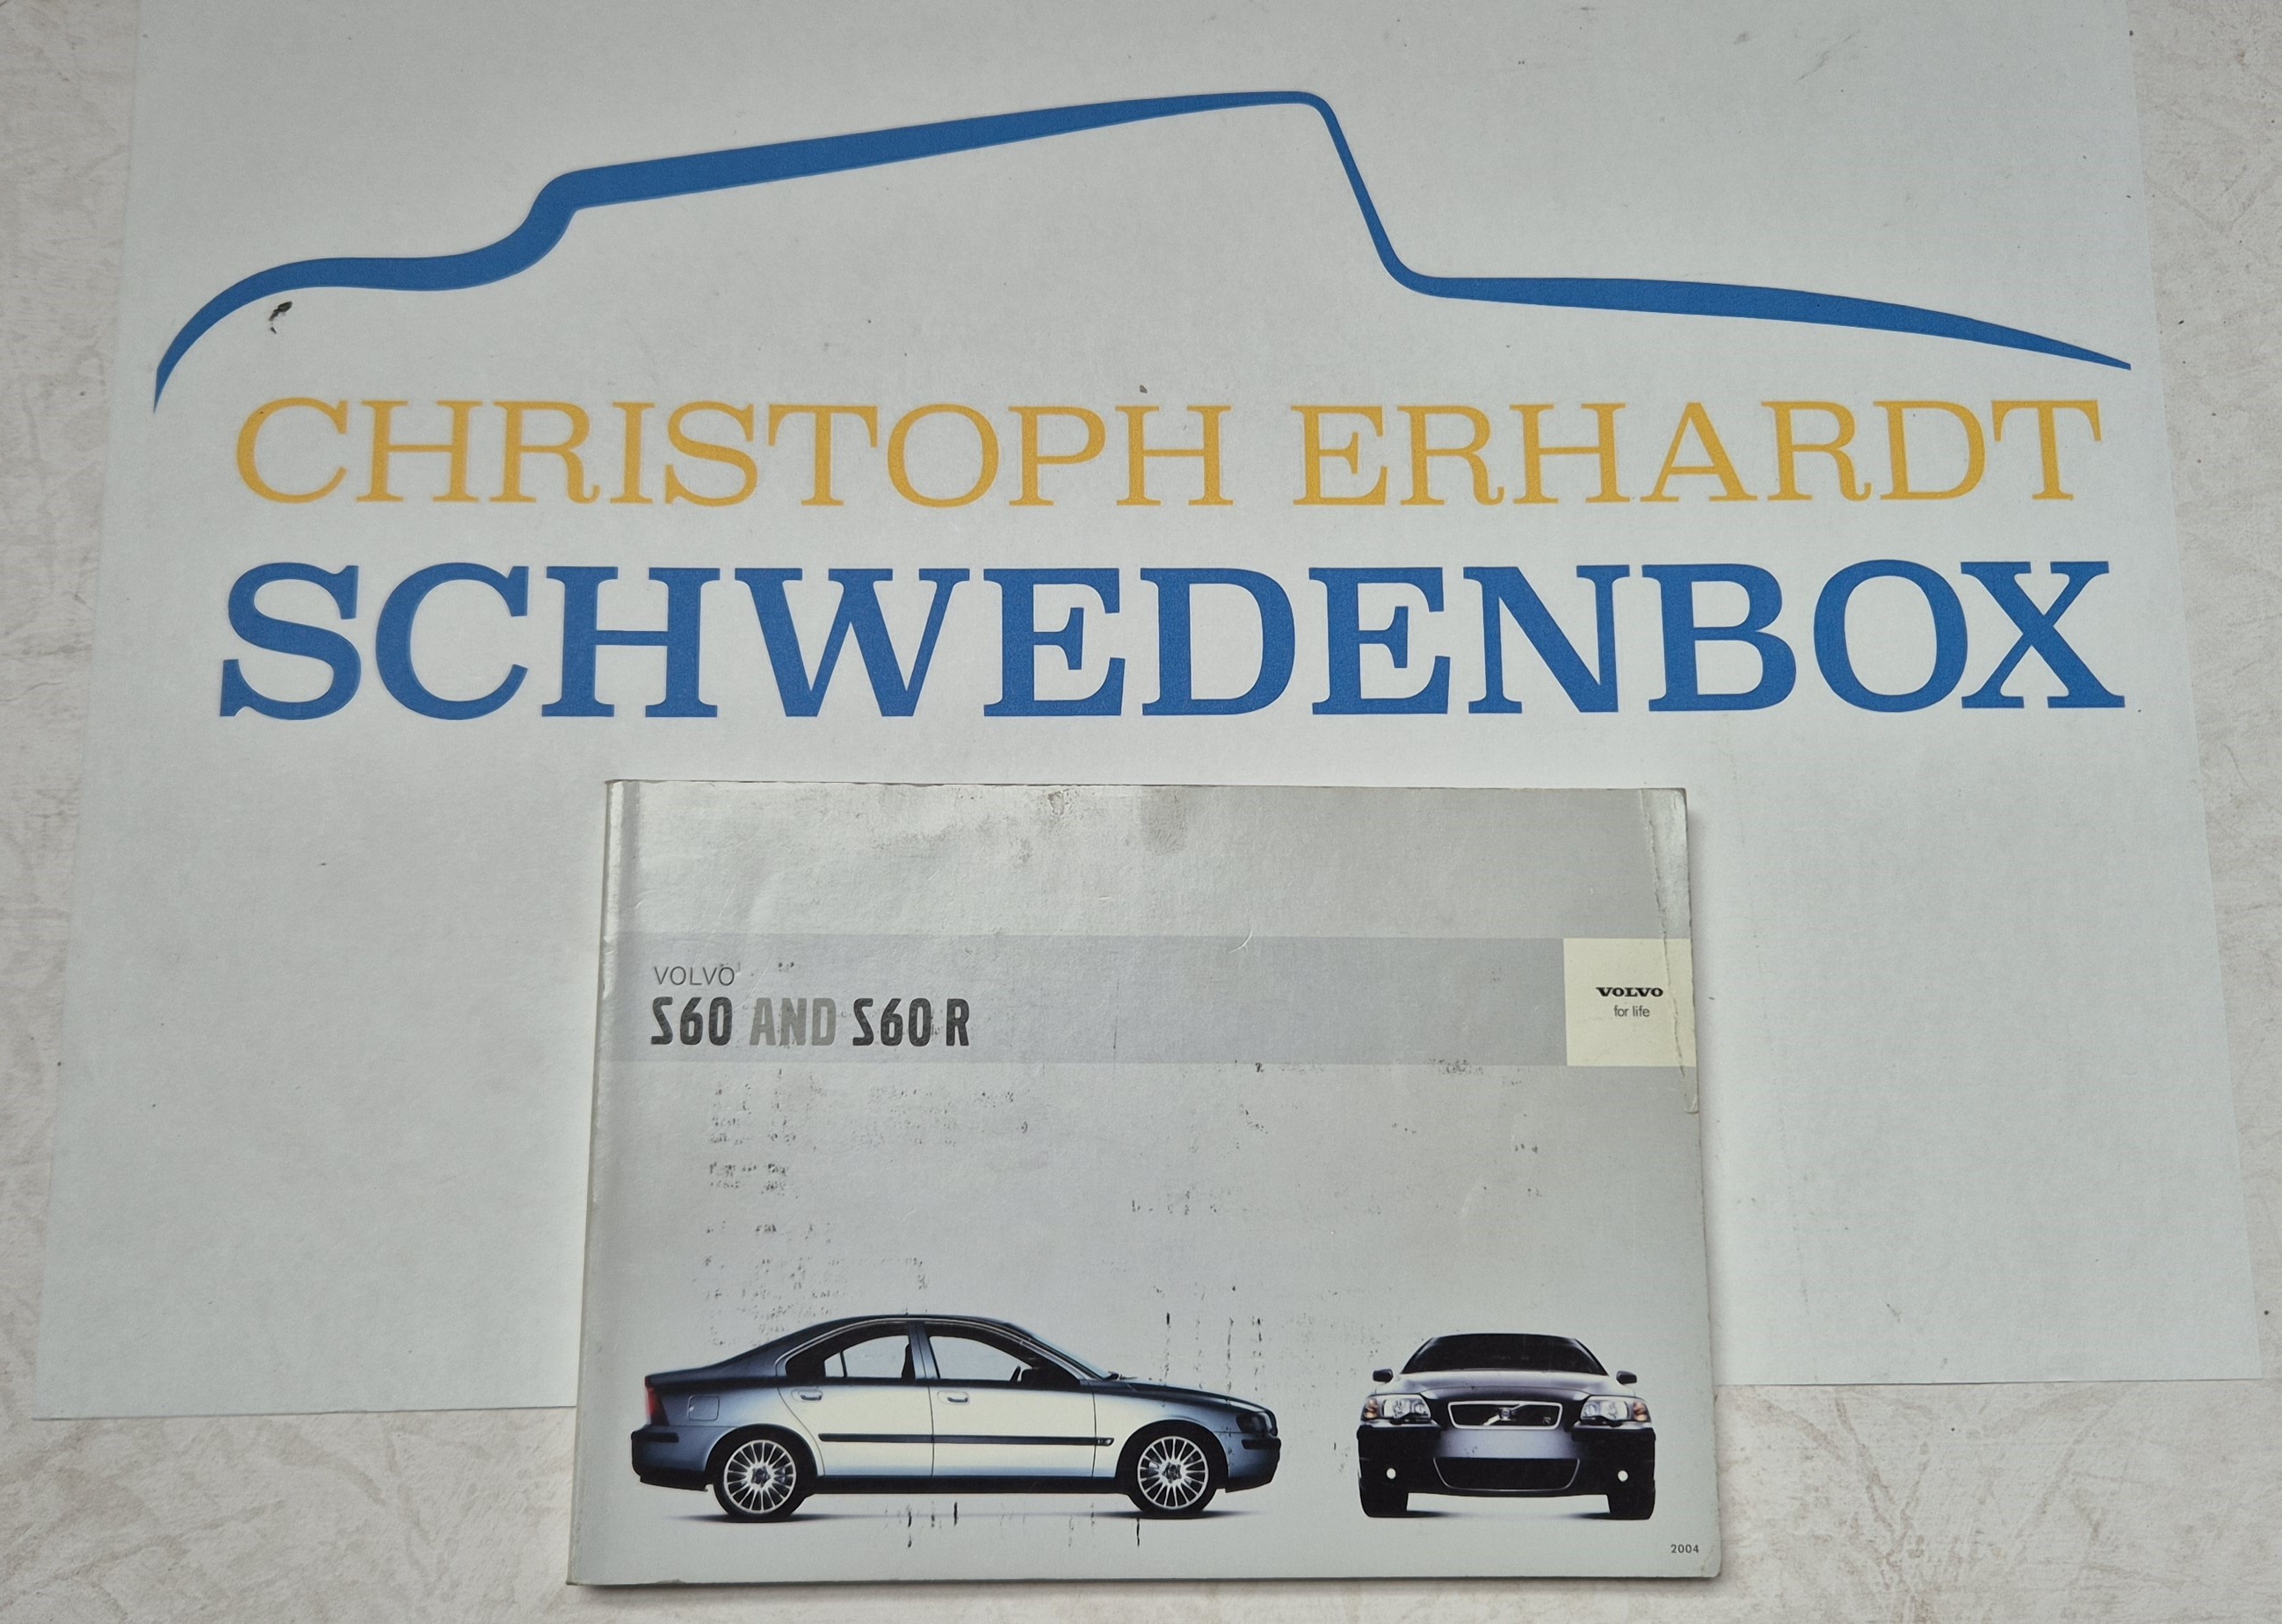 CHRISTOPH ERHARDT
SCHWEDENBOX
VOLVO
S60 AND S60 R
VOLVO
for life
2004